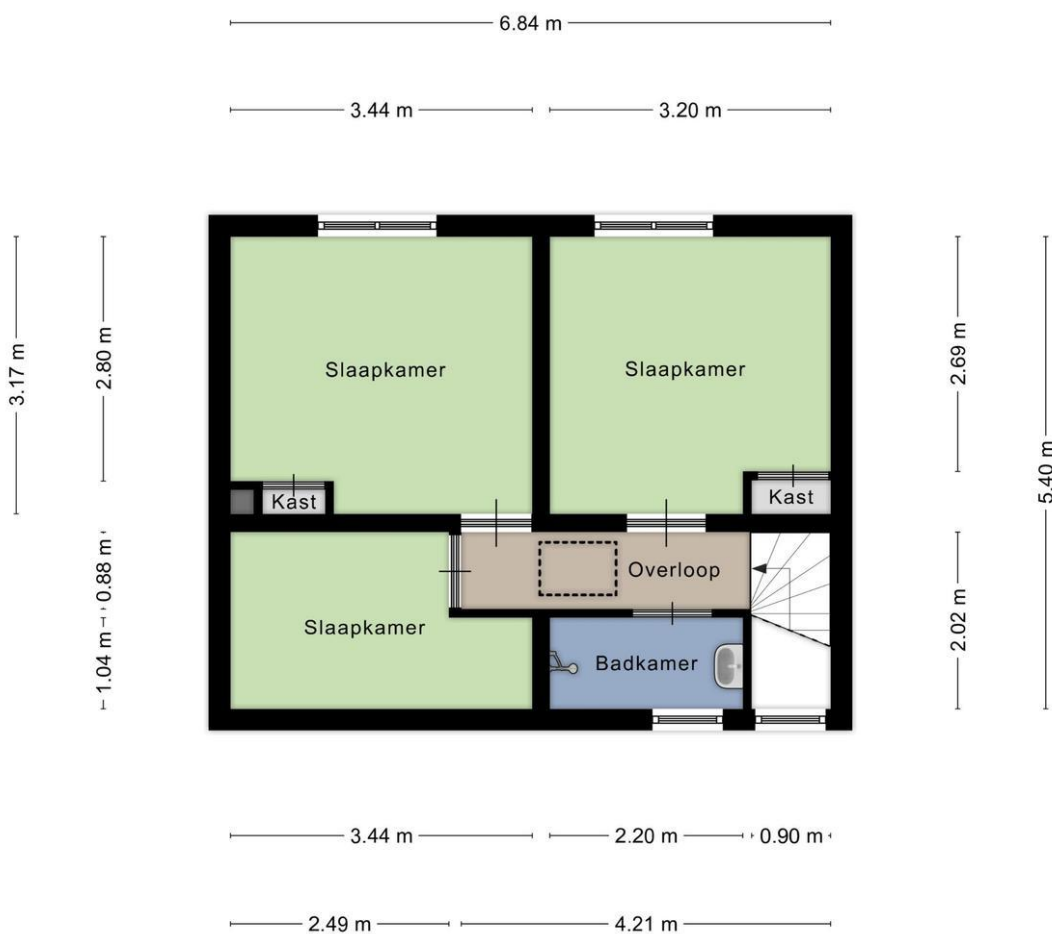 6.84 m
3.44 m
3.20 m
3.17 m
2.80 m
2.69 m
5.40 m
Slaapkamer
Slaapkamer
Kast
Kast
0.88 m
Overloop
Slaapkamer
2.02 m
1.04 m
Badkamer
3.44 m
2.20 m
0.90 m
2.49 m
4.21 m